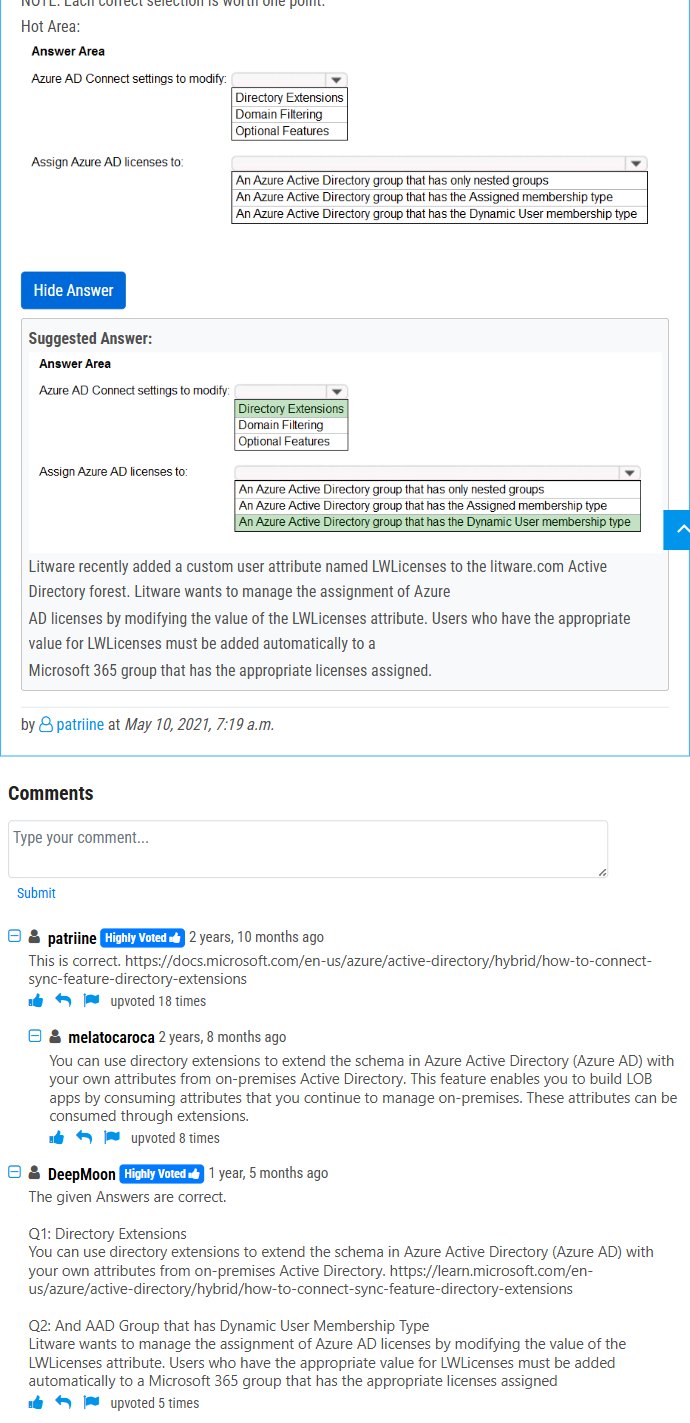 NOTE: Each correct selection is worth one point.
Hot Area:
Answer Area
Azure AD Connect settings to modify:
Directory Extensions
Domain Filtering
Optional Features
Assign Azure AD licenses to:
An Azure Active Directory group that has only nested groups
An Azure Active Directory group that has the Assigned membership type
An Azure Active Directory group that has the Dynamic User membership type
Hide Answer
Suggested Answer:
Answer Area
Azure AD Connect settings to modify:
Directory Extensions
Domain Filtering
Optional Features
Assign Azure AD licenses to:
An Azure Active Directory group that has only nested groups
An Azure Active Directory group that has the Assigned membership type
An Azure Active Directory group that has the Dynamic User membership type
Litware recently added a custom user attribute named LWLicenses to the litware.com Active
Directory forest. Litware wants to manage the assignment of Azure
AD licenses by modifying the value of the LWLicenses attribute. Users who have the appropriate
value for LWLicenses must be added automatically to a
Microsoft 365 group that has the appropriate licenses assigned.
by patriine at May 10, 2021, 7:19 a.m.
Comments
Type your comment...
Submit
patriine Highly Voted 2 years, 10 months ago
This is correct. https://docs.microsoft.com/en-us/azure/active-directory/hybrid/how-to-connect-
sync-feature-directory-extensions
upvoted 18 times
melatocaroca 2 years, 8 months ago
You can use directory extensions to extend the schema in Azure Active Directory (Azure AD) with
your own attributes from on-premises Active Directory. This feature enables you to build LOB
apps by consuming attributes that you continue to manage on-premises. These attributes can be
consumed through extensions.
upvoted 8 times
DeepMoon Highly Voted 1 year, 5 months ago
The given Answers are correct.
Q1: Directory Extensions
You can use directory extensions to extend the schema in Azure Active Directory (Azure AD) with
your own attributes from on-premises Active Directory. https://learn.microsoft.com/en-
us/azure/active-directory/hybrid/how-to-connect-sync-feature-directory-extensions
Q2: And AAD Group that has Dynamic User Membership Type
Litware wants to manage the assignment of Azure AD licenses by modifying the value of the
LWLicenses attribute. Users who have the appropriate value for LWLicenses must be added
automatically to a Microsoft 365 group that has the appropriate licenses assigned
upvoted 5 times